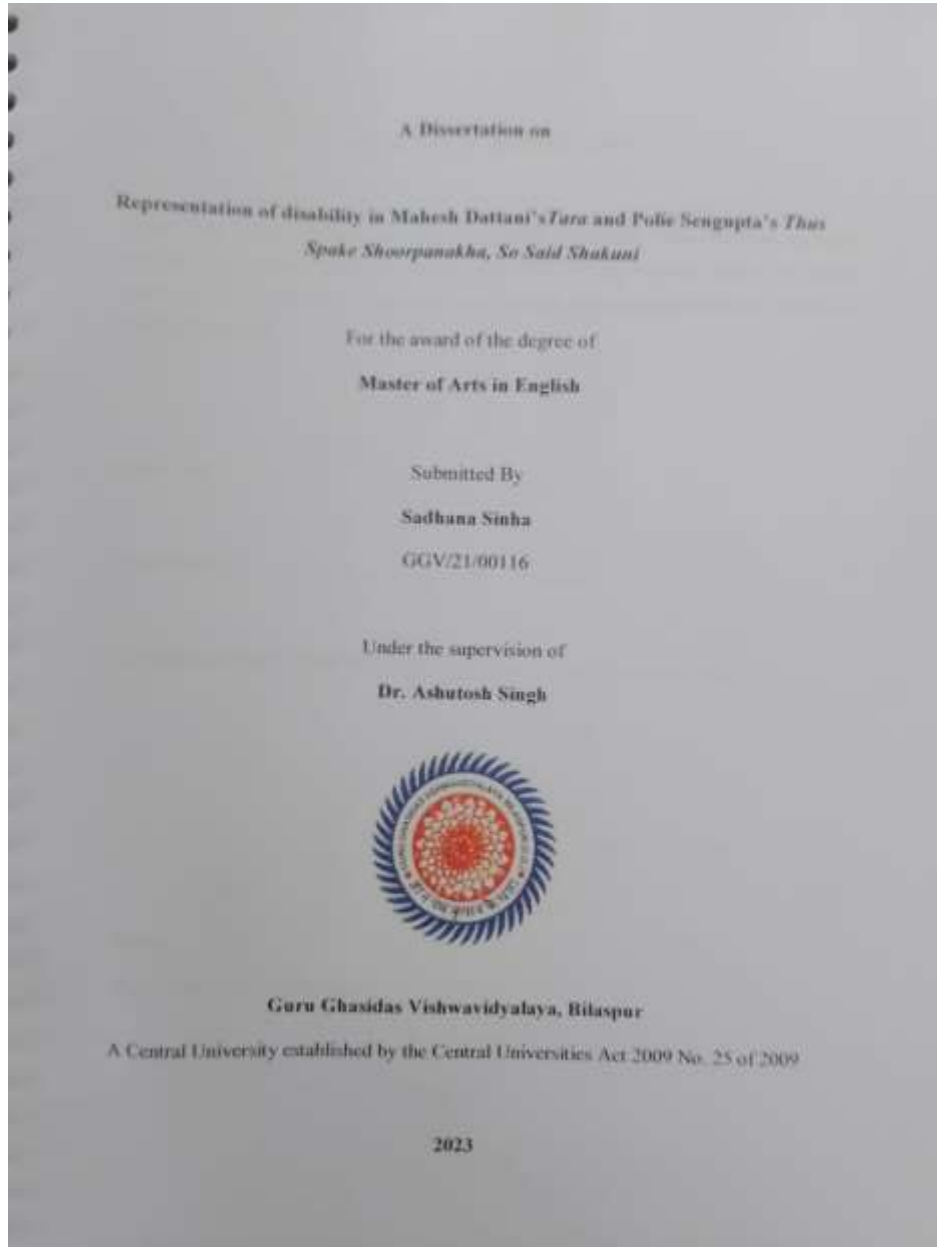 A Dissertation on
Representation of disability in Mahesh Dattani'sTara and Polie Sengupta's Thus
Spake Shoorpanakha, So Said Shakuni
For the award of the degree of
Master of Arts in English
Submitted By
Sadhana Sinha
GGV/21/00116
Under the supervision of
Dr. Ashutosh Singh
Guru Ghasidas Vishwavidyalaya, Bilaspur
A Central University established by the Central Universities Act 2009 No. 25 of 2009
2023